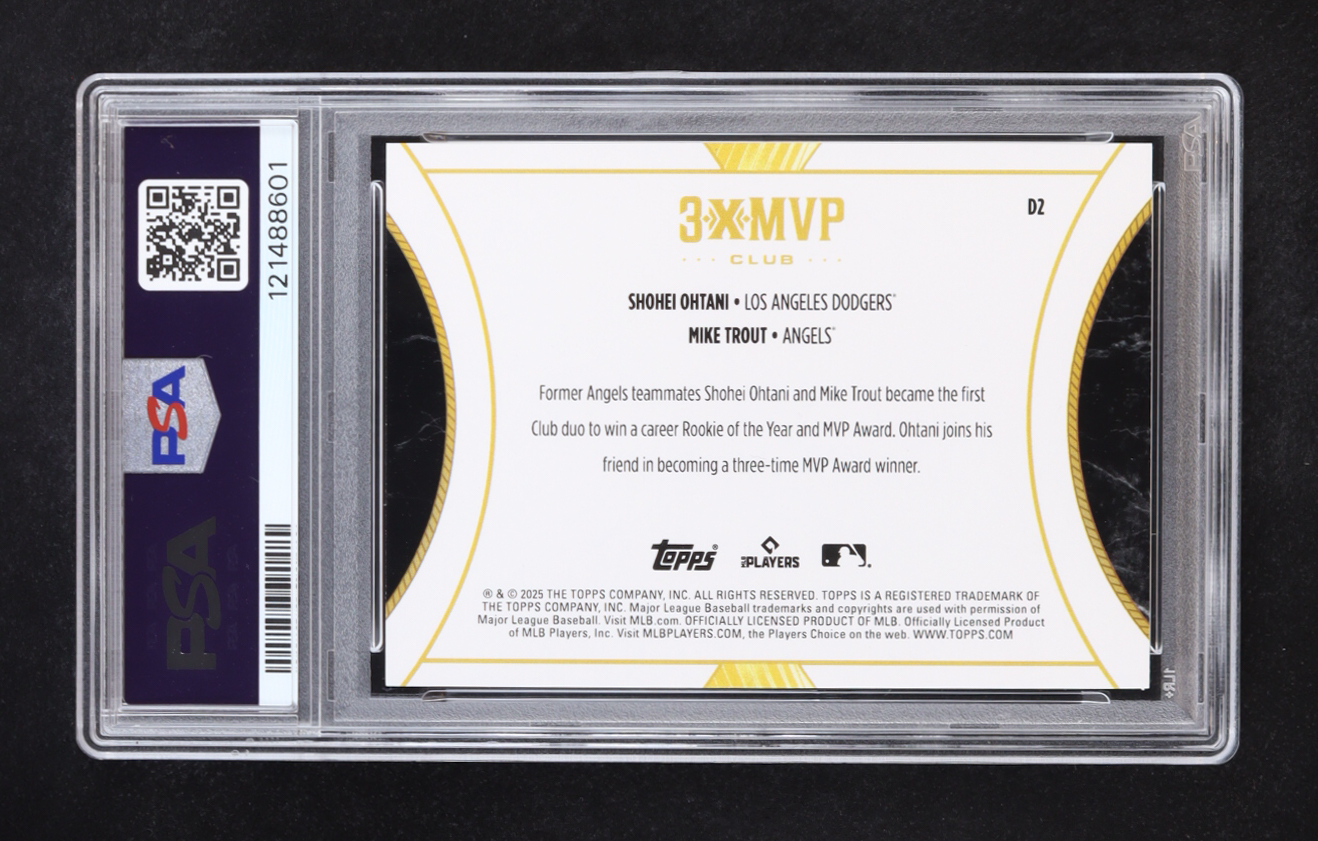 121488601
PSA
PSA
PSA
3XMVP
D2
CLUB
SHOHEI OHTANI • LOS ANGELES DODGERS®
MIKE TROUT • ANGELS®
Former Angels teammates Shohei Ohtani and Mike Trout became the first
Club duo to win a career Rookie of the Year and MVP Award. Ohtani joins his
friend in becoming a three-time MVP Award winner.
topps®
MLB PLAYERS
® & © 2025 THE TOPPS COMPANY, INC. ALL RIGHTS RESERVED. TOPPS IS A REGISTERED TRADEMARK OF
THE TOPPS COMPANY, INC. Major League Baseball trademarks and copyrights are used with permission of
Major League Baseball. Visit MLB.com. OFFICIALLY LICENSED PRODUCT OF MLB. Officially Licensed Product
of MLB Players, Inc. Visit MLBPLAYERS.COM, the Players Choice on the web. WWW.TOPPS.COM